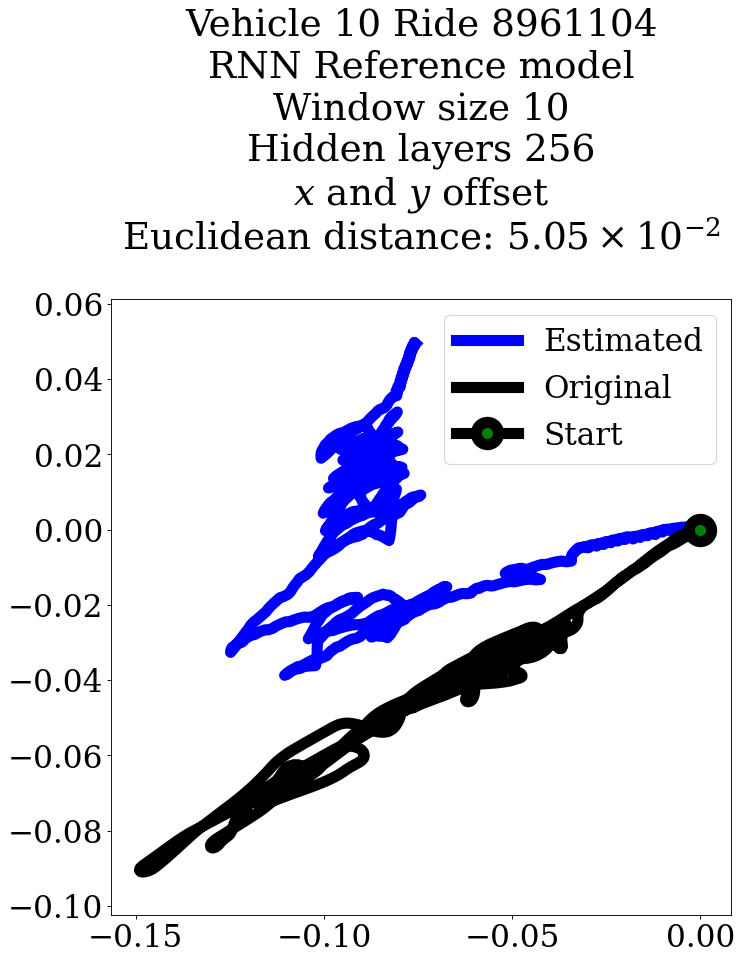 Vehicle 10 Ride 8961104
RNN Reference model
Window size 10
Hidden layers 256
x and y offset
Euclidean distance: 5.05 × 10⁻²
0.06
0.04
0.02
0.00
−0.02
−0.04
−0.06
−0.08
−0.10
Estimated
Original
Start
−0.15 −0.10 −0.05 0.00